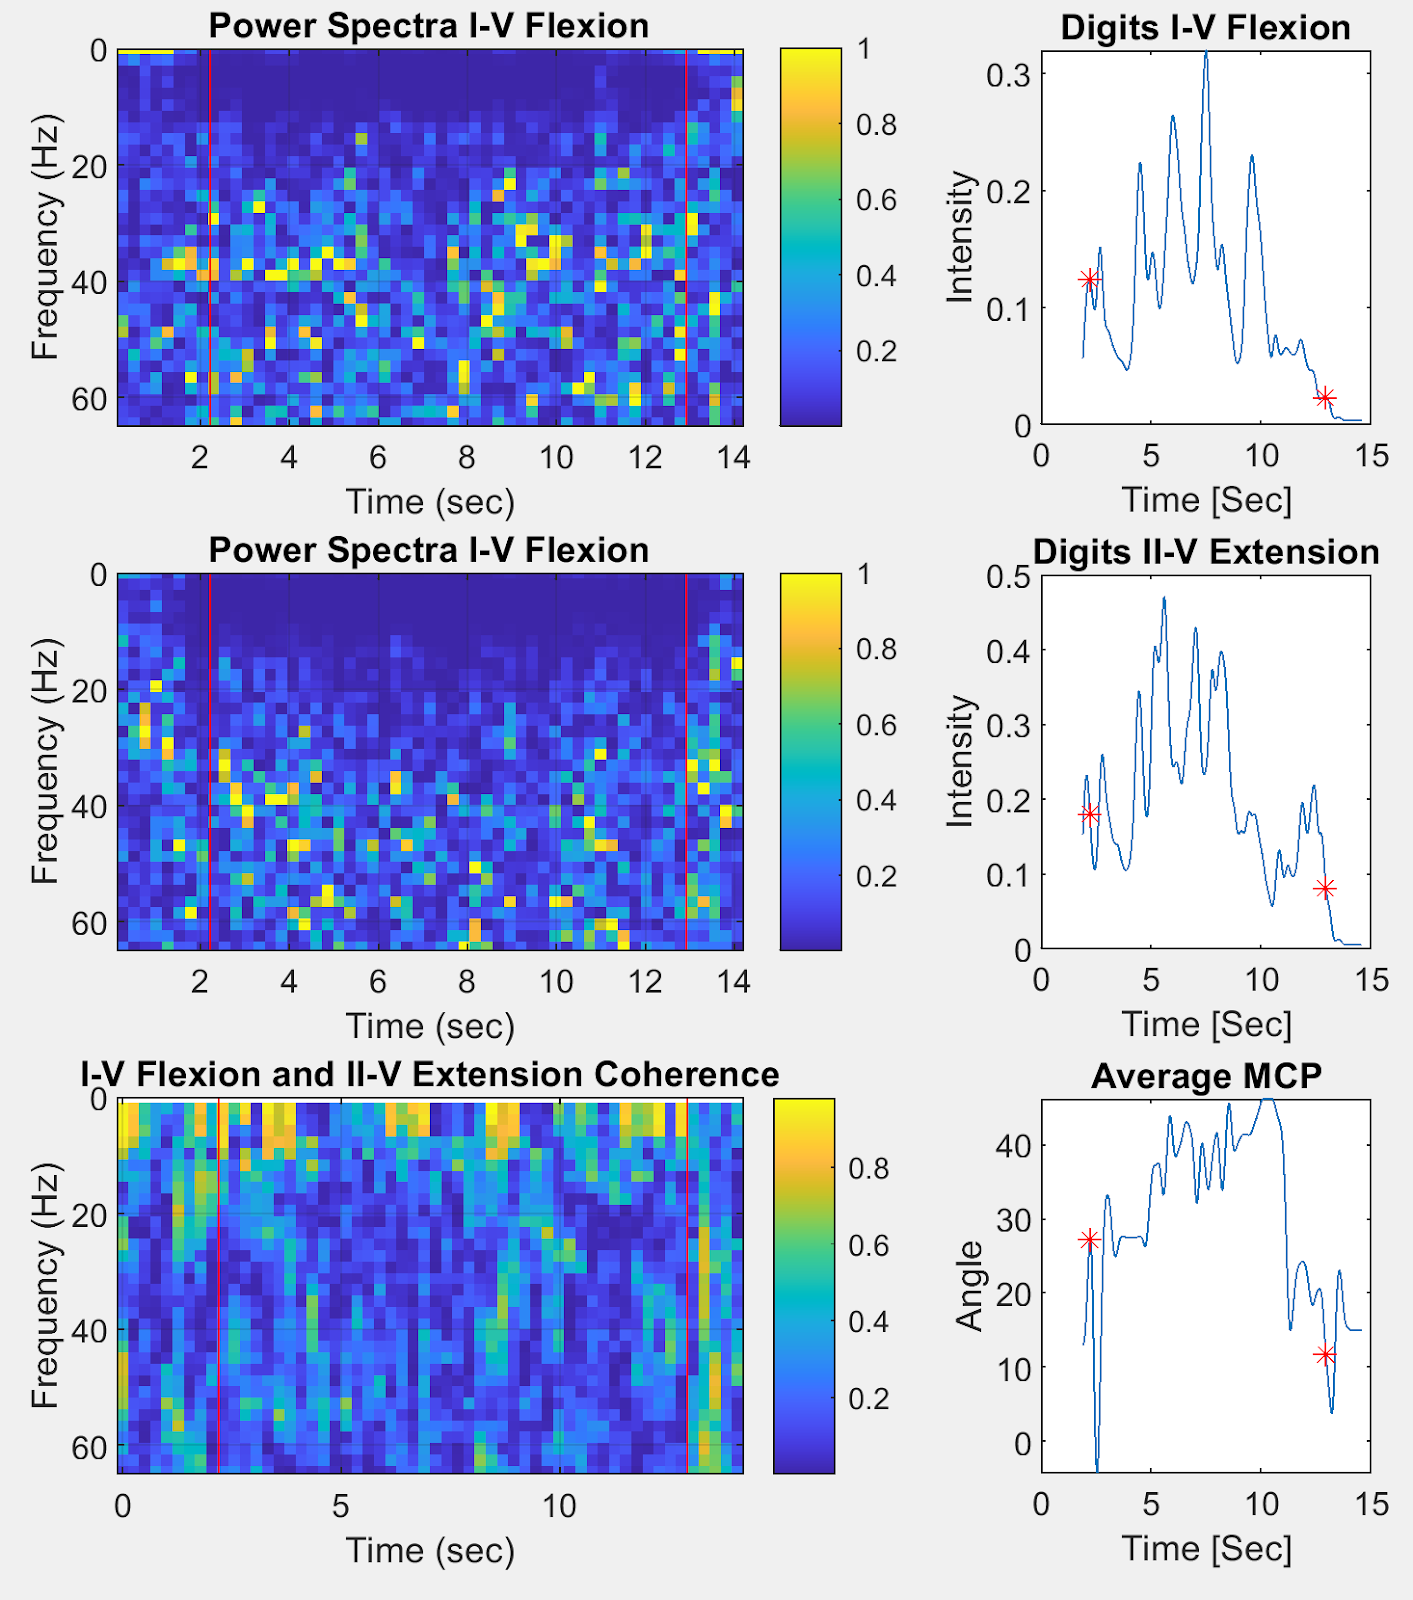 Power Spectra I-V Flexion
0
20
40
60
Frequency (Hz)
2 4 6 8 10 12 14
Time (sec)
1
0.8
0.6
0.4
0.2
Digits I-V Flexion
0.3
0.2
0.1
0
Intensity
0 5 10 15
Time [Sec]
Power Spectra I-V Flexion
0
20
40
60
Frequency (Hz)
2 4 6 8 10 12 14
Time (sec)
1
0.8
0.6
0.4
0.2
Digits II-V Extension
0.5
0.4
0.3
0.2
0.1
0
Intensity
0 5 10 15
Time [Sec]
I-V Flexion and II-V Extension Coherence
0
20
40
60
Frequency (Hz)
0 5 10
Time (sec)
0.8
0.6
0.4
0.2
Average MCP
40
30
20
10
0
Angle
0 5 10 15
Time [Sec]